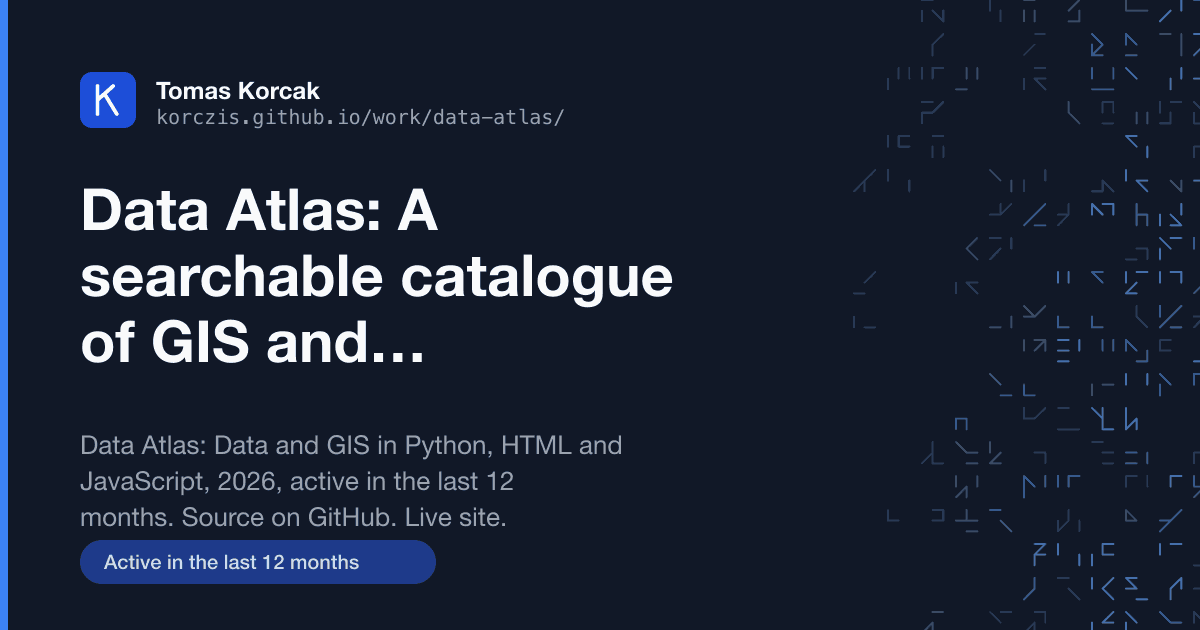 K
Tomas Korcak
korczis.github.io/work/data-atlas/
Data Atlas: A
searchable catalogue
of GIS and…
Data Atlas: Data and GIS in Python, HTML and
JavaScript, 2026, active in the last 12
months. Source on GitHub. Live site.
Active in the last 12 months